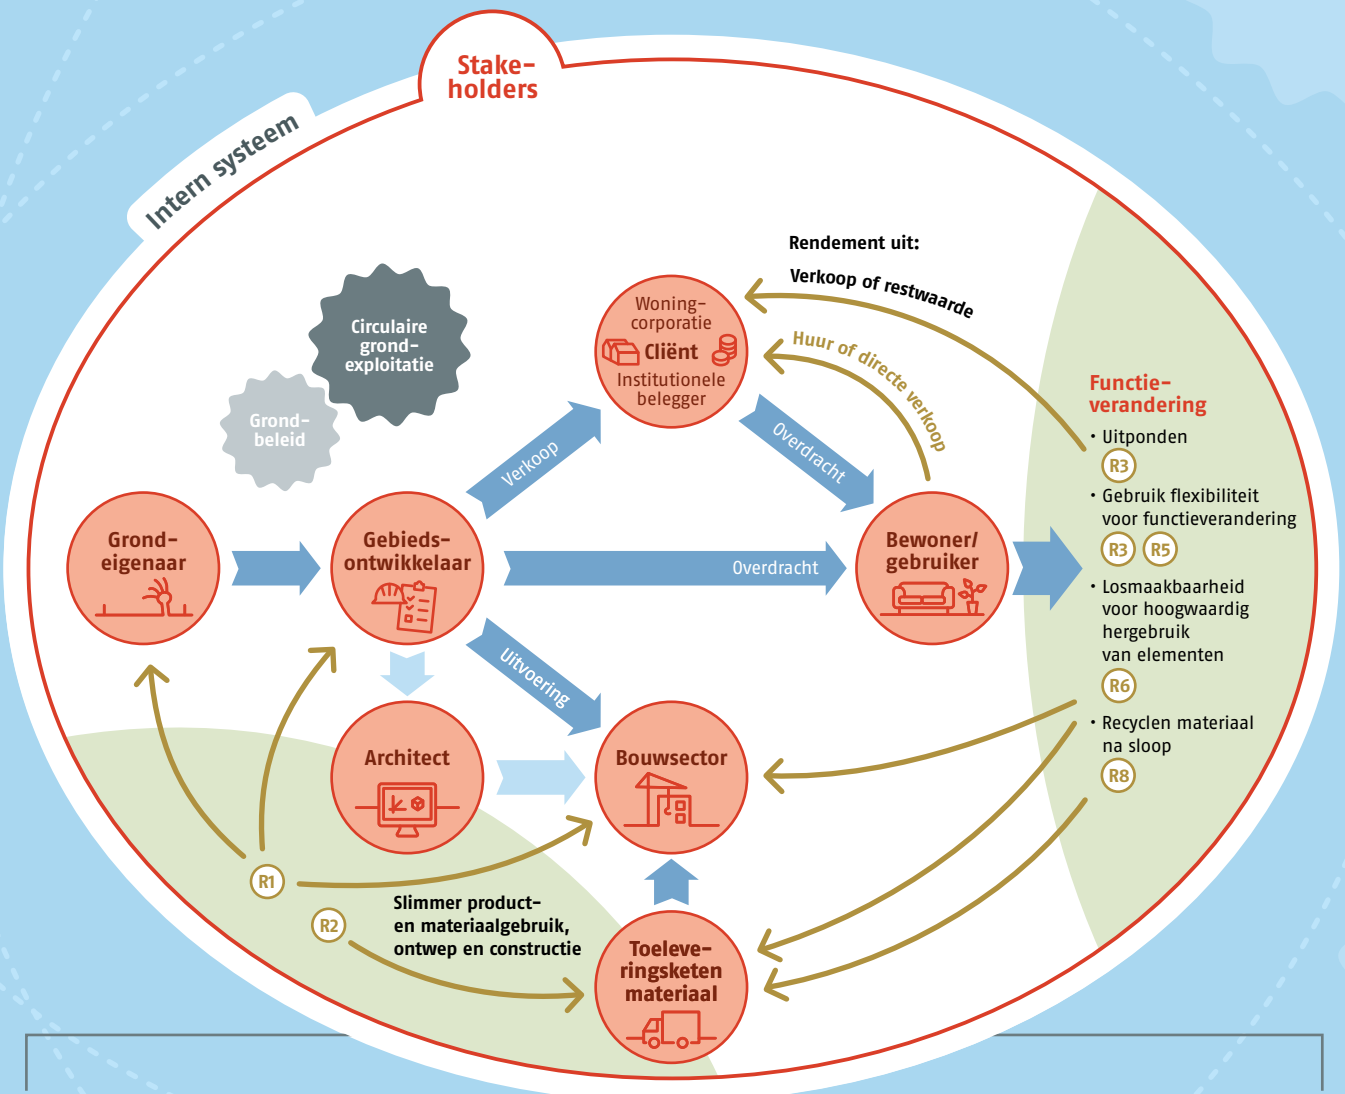 Stake-
holders
Intern systeem
Rendement uit:
Verkoop of restwaarde
Huur of directe verkoop
Circulaire
grond-
exploitatie
Grond-
beleid
Woning-
corporatie
Cliënt
Institutionele
belegger
Functie-
verandering
• Uitponden
R3
• Gebruik flexibiliteit
voor functieverandering
R3 R5
• Losmaakbaarheid
voor hoogwaardig
hergebruik
van elementen
R6
• Recyclen materiaal
na sloop
R8
Verkoop
Overdracht
Grond-
eigenaar
Gebieds-
ontwikkelaar
Overdracht
Bewoner/
gebruiker
Uitvoering
Architect
Bouwsector
R1
R2
Slimmer product-
en materiaalgebruik,
ontwep en constructie
Toeleve-
ringsketen
materiaal